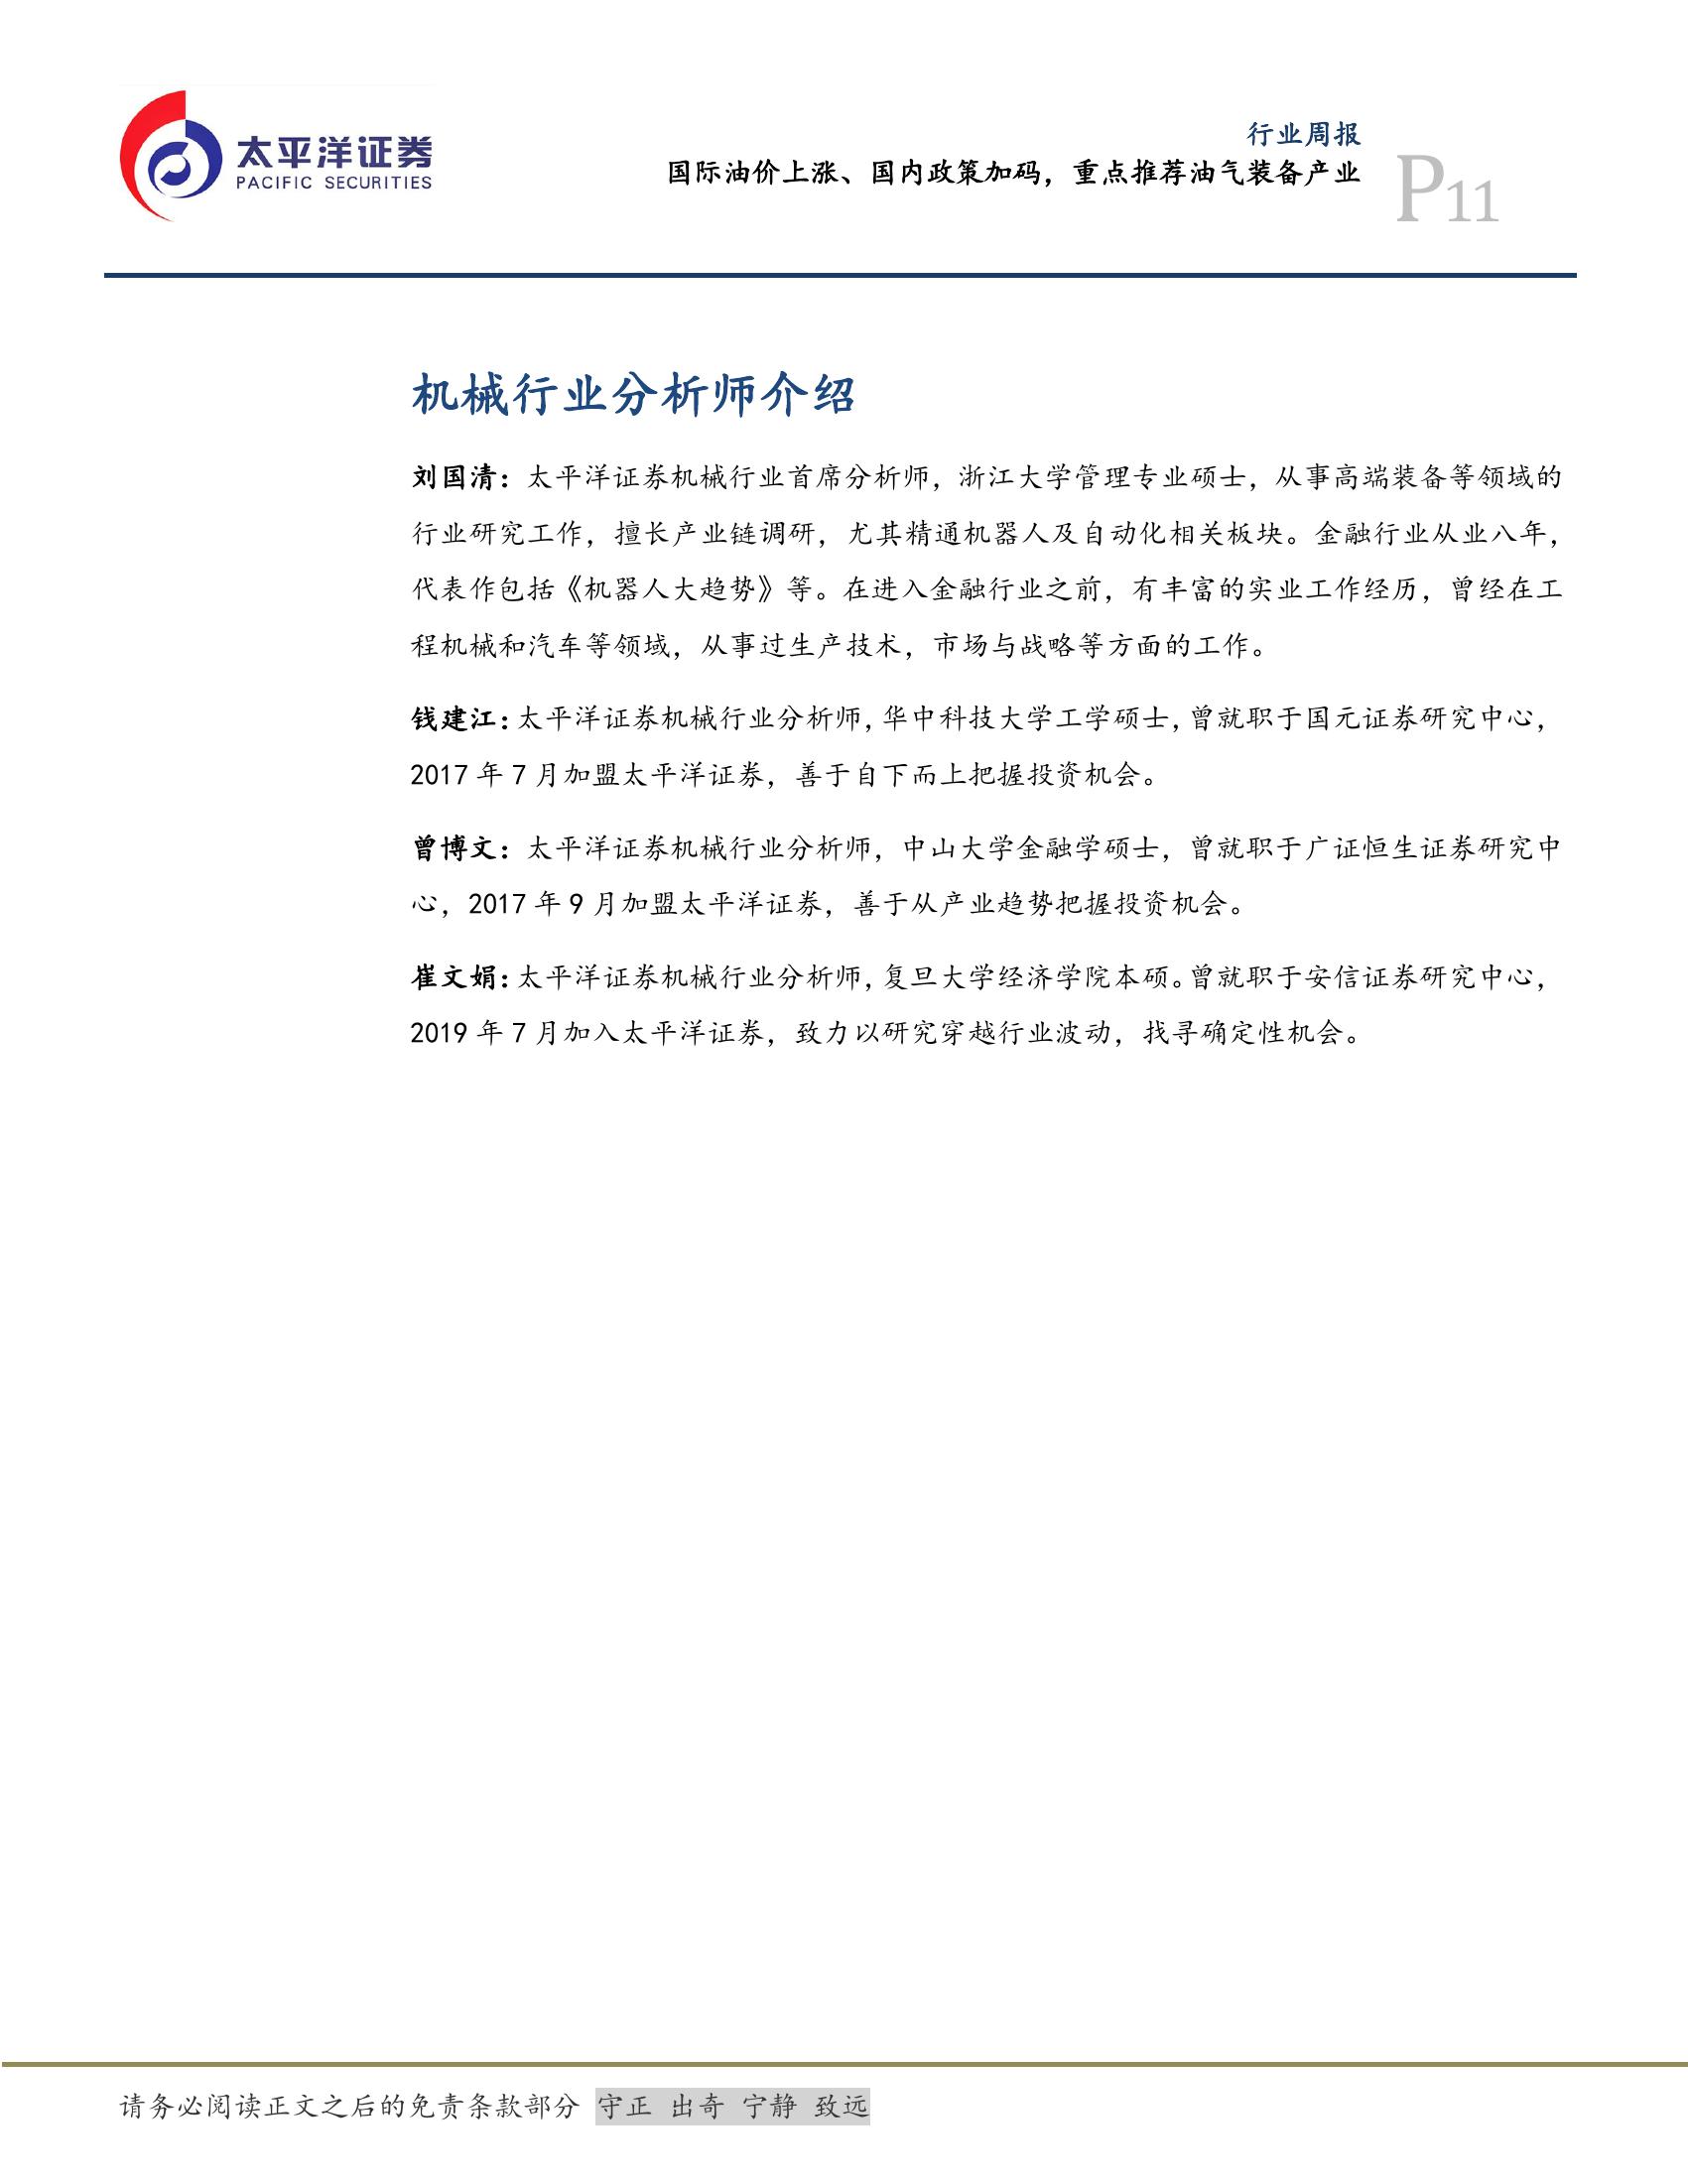 太平洋证券
PACIFIC SECURITIES
行业周报
国际油价上涨、国内政策加码，重点推荐油气装备产业
P11
机械行业分析师介绍
刘国清：太平洋证券机械行业首席分析师，浙江大学管理专业硕士，从事高端装备等领域的
行业研究工作，擅长产业链调研，尤其精通机器人及自动化相关板块。金融行业从业八年，
代表作包括《机器人大趋势》等。在进入金融行业之前，有丰富的实业工作经历，曾经在工
程机械和汽车等领域，从事过生产技术，市场与战略等方面的工作。
钱建江：太平洋证券机械行业分析师，华中科技大学工学硕士，曾就职于国元证券研究中心，
2017 年 7 月加盟太平洋证券，善于自下而上把握投资机会。
曾博文：太平洋证券机械行业分析师，中山大学金融学硕士，曾就职于广证恒生证券研究中
心，2017 年 9 月加盟太平洋证券，善于从产业趋势把握投资机会。
崔文娟：太平洋证券机械行业分析师，复旦大学经济学院本硕。曾就职于安信证券研究中心，
2019 年 7 月加入太平洋证券，致力以研究穿越行业波动，找寻确定性机会。
请务必阅读正文之后的免责条款部分 守正 出奇 宁静 致远